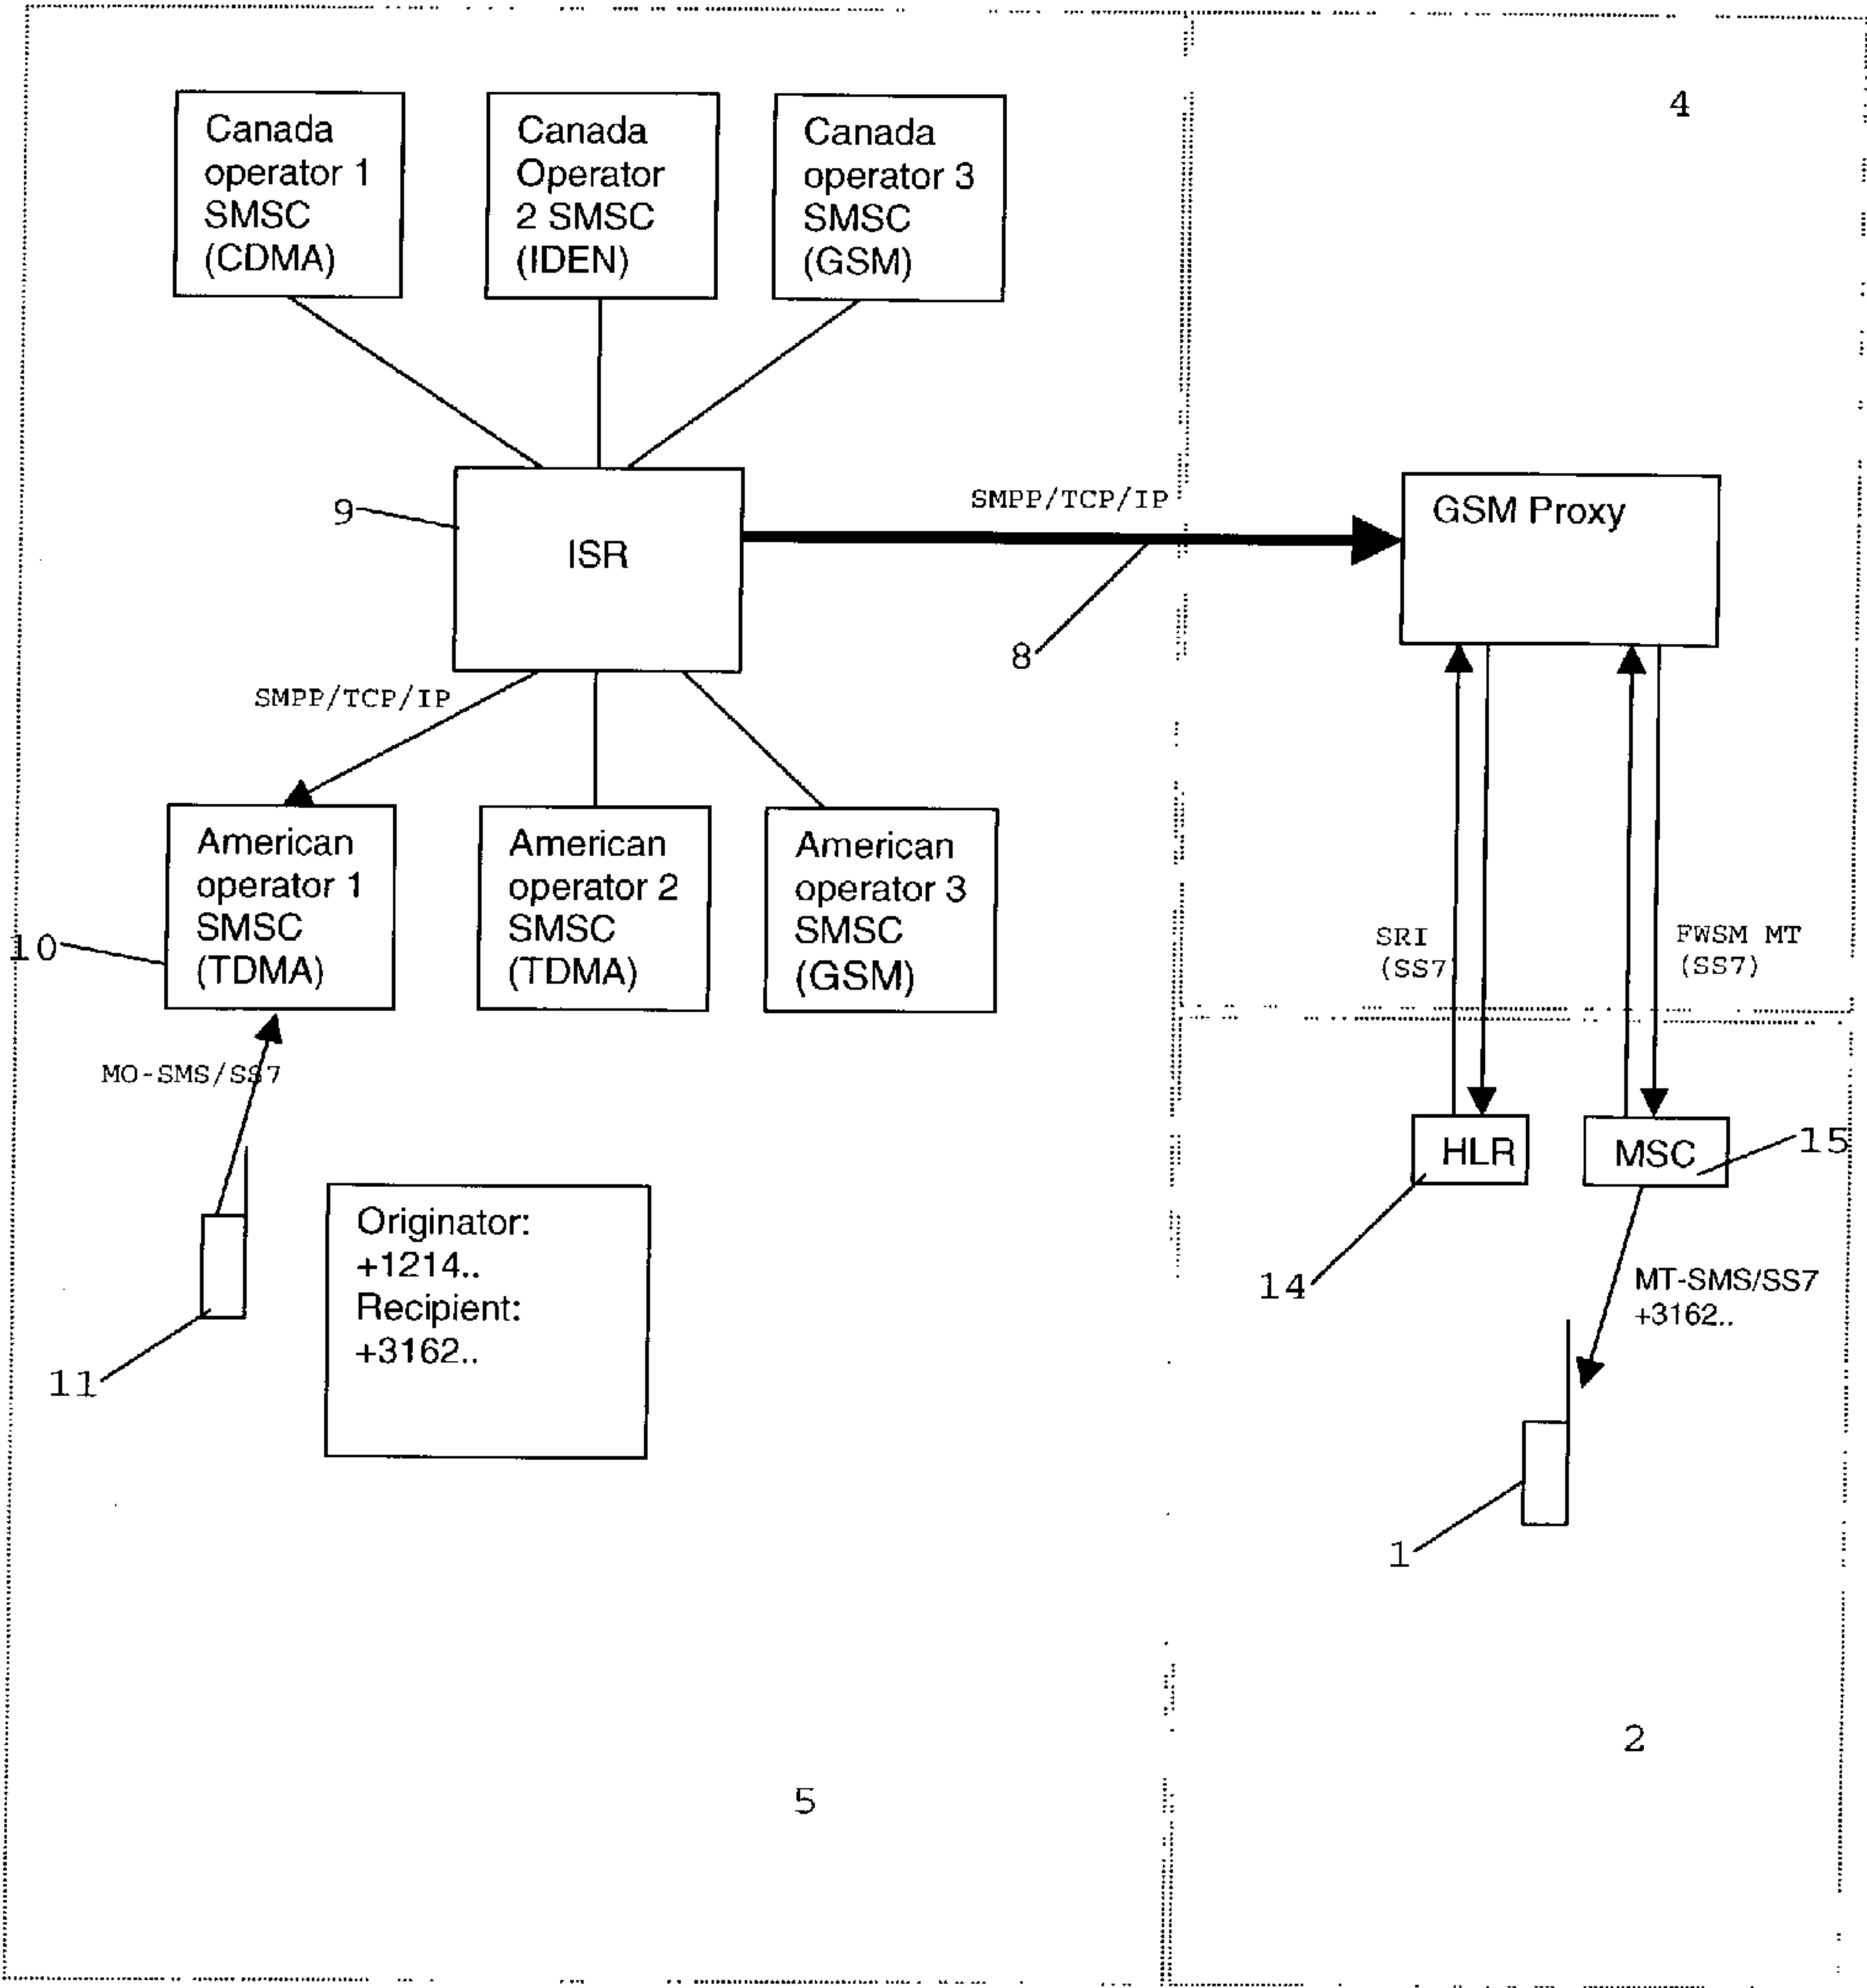 4
Canada
operator 1
SMSC
(CDMA)
Canada
Operator
2 SMSC
(IDEN)
Canada
operator 3
SMSC
(GSM)
9
ISR
SMPP/TCP/IP
8
GSM Proxy
SMPP/TCP/IP
10
American
operator 1
SMSC
(TDMA)
American
operator 2
SMSC
(TDMA)
American
operator 3
SMSC
(GSM)
SRI
(SS7
FWSM MT
(SS7)
MO-SMS/SS7
HLR
MSC
15
14
Originator:
+1214..
Recipient:
+3162..
11
MT-SMS/SS7
+3162..
1
2
5